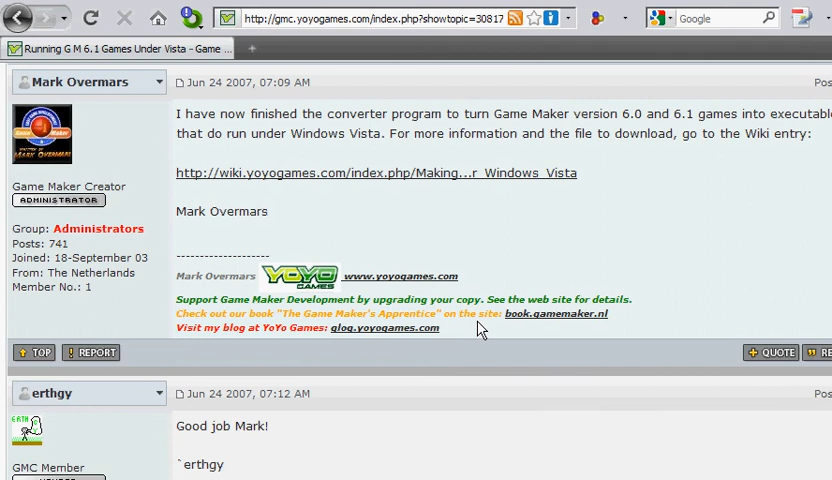 http://gmc.yoyogames.com/index.php?showtopic=30817
Google
Running G M 6.1 Games Under Vista - Game ...
Mark Overmars
Jun 24 2007, 07:09 AM
Pos
I have now finished the converter program to turn Game Maker version 6.0 and 6.1 games into executable
that do run under Windows Vista. For more information and the file to download, go to the Wiki entry:
http://wiki.yoyogames.com/index.php/Making...r_Windows_Vista
Mark Overmars
Game Maker Creator
ADMINISTRATOR
Group: Administrators
Posts: 741
Joined: 18-September 03
From: The Netherlands
Member No.: 1
--------------------
Mark Overmars YOYO GAMES www.yoyogames.com
Support Game Maker Development by upgrading your copy. See the web site for details.
Check out our book "The Game Maker's Apprentice" on the site: book.gamemaker.nl
Visit my blog at YoYo Games: glog.yoyogames.com
TOP
! REPORT
+ QUOTE
RE
erthgy
Jun 24 2007, 07:12 AM
Pos
Good job Mark!
`erthgy
GMC Member